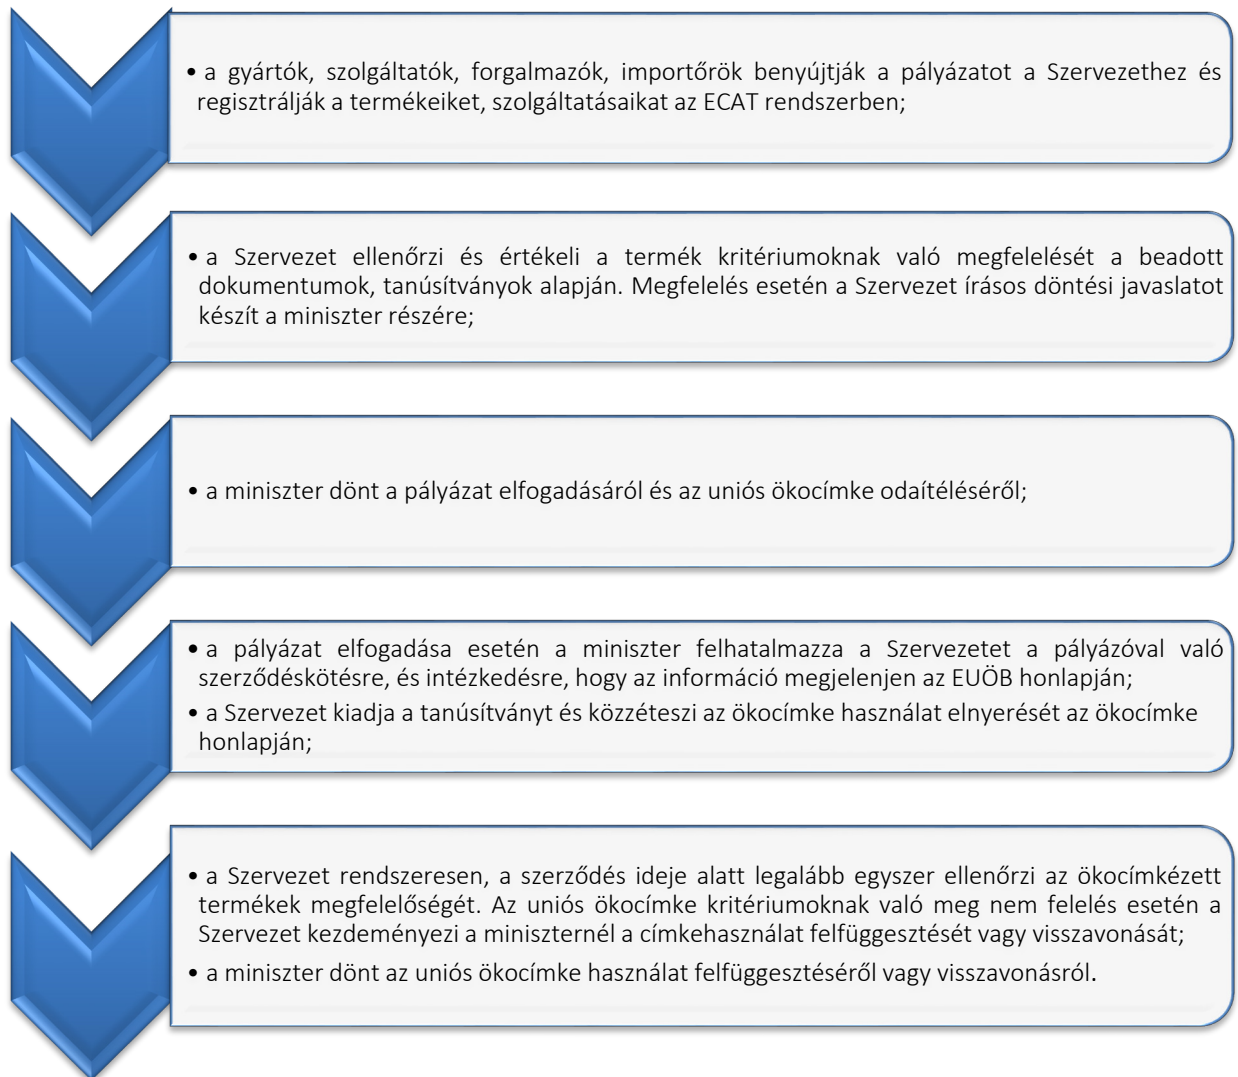 • a gyártók, szolgáltatók, forgalmazók, importőrök benyújtják a pályázatot a Szervezethez és
regisztrálják a termékeiket, szolgáltatásaikat az ECAT rendszerben;
• a Szervezet ellenőrzi és értékeli a termék kritériumoknak való megfelelését a beadott
dokumentumok, tanúsítványok alapján. Megfelelés esetén a Szervezet írásos döntési javaslatot
készít a miniszter részére;
• a miniszter dönt a pályázat elfogadásáról és az uniós ökocímke odaítéléséről;
• a pályázat elfogadása esetén a miniszter felhatalmazza a Szervezetet a pályázóval való
szerződéskötésre, és intézkedésre, hogy az információ megjelenjen az EUÖB honlapján;
• a Szervezet kiadja a tanúsítványt és közzéteszi az ökocímke használat elnyerését az ökocímke
honlapján;
• a Szervezet rendszeresen, a szerződés ideje alatt legalább egyszer ellenőrzi az ökocímkézett
termékek megfelelőségét. Az uniós ökocímke kritériumoknak való meg nem felelés esetén a
Szervezet kezdeményezi a miniszternél a címkehasználat felfüggesztését vagy visszavonását;
• a miniszter dönt az uniós ökocímke használat felfüggesztéséről vagy visszavonásról.